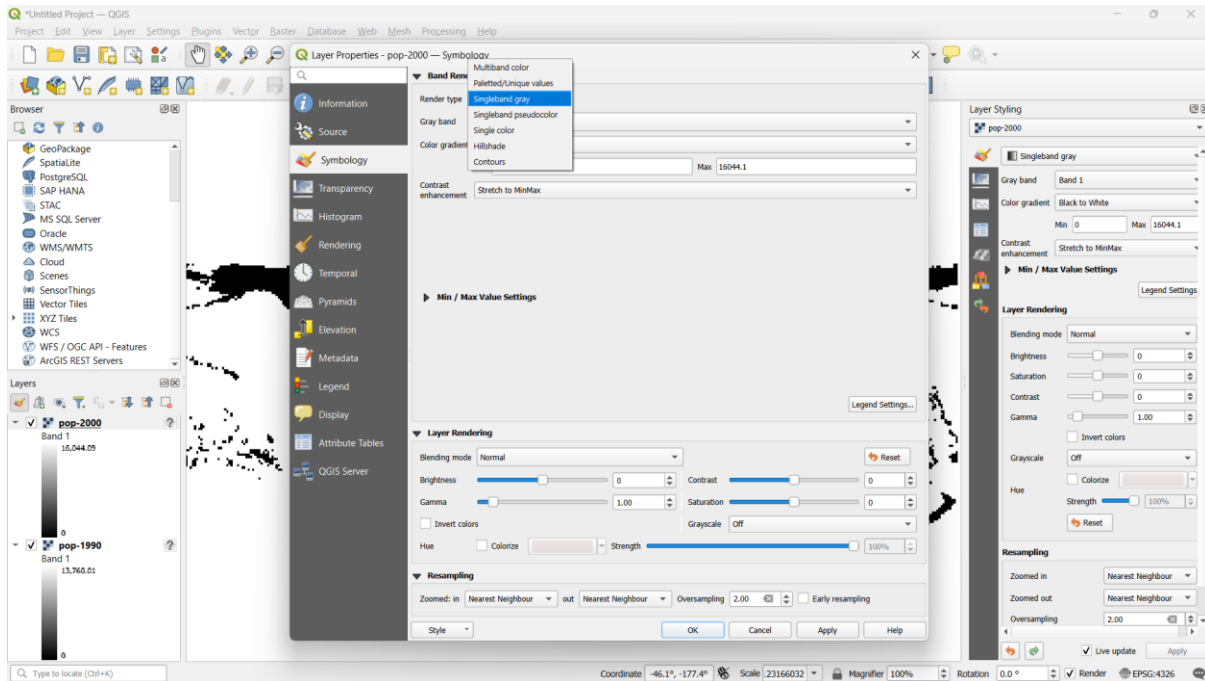 *Untitled Project — QGIS
Project Edit View Layer Settings Plugins Vector Raster Database Web Mesh Processing Help
Browser
GeoPackage
SpatiaLite
PostgreSQL
SAP HANA
STAC
MS SQL Server
Oracle
WMS/WMTS
Cloud
Scenes
SensorThings
Vector Tiles
XYZ Tiles
WCS
WFS / OGC API - Features
ArcGIS REST Servers
Layers
pop-2000
Band 1
16,044.09
0
pop-1990
Band 1
13,760.01
0
Layer Properties - pop-2000 — Symbology
Information
Source
Symbology
Transparency
Histogram
Rendering
Temporal
Pyramids
Elevation
Metadata
Legend
Display
Attribute Tables
QGIS Server
Render type
Multiband color
Paletted/Unique values
Singleband gray
Singleband pseudocolor
Single color
Hillshade
Contours
Gray band
Max 16044.1
Contrast enhancement Stretch to MinMax
Min / Max Value Settings
Legend Settings...
Layer Rendering
Blending mode Normal Reset
Brightness 0 Contrast 0
Gamma 1.00 Saturation 0
Invert colors Grayscale Off
Hue Colorize Strength 100%
Resampling
Zoomed: in Nearest Neighbour out Nearest Neighbour Oversampling 2.00 Early resampling
Style OK Cancel Apply Help
Layer Styling
pop-2000
Singleband gray
Gray band Band 1
Color gradient Black to White
Min 0 Max 16044.1
Contrast enhancement Stretch to MinMax
Min / Max Value Settings
Legend Settings
Layer Rendering
Blending mode Normal
Brightness 0
Saturation 0
Contrast 0
Gamma 1.00
Invert colors
Grayscale Off
Hue
Colorize
Strength 100%
Reset
Resampling
Zoomed in Nearest Neighbour
Zoomed out Nearest Neighbour
Oversampling 2.00
Live update Apply
Type to locate (Ctrl+K) Coordinate -46.1°, -177.4° Scale :23166032 Magnifier 100% Rotation 0.0 ° Render EPSG:4326